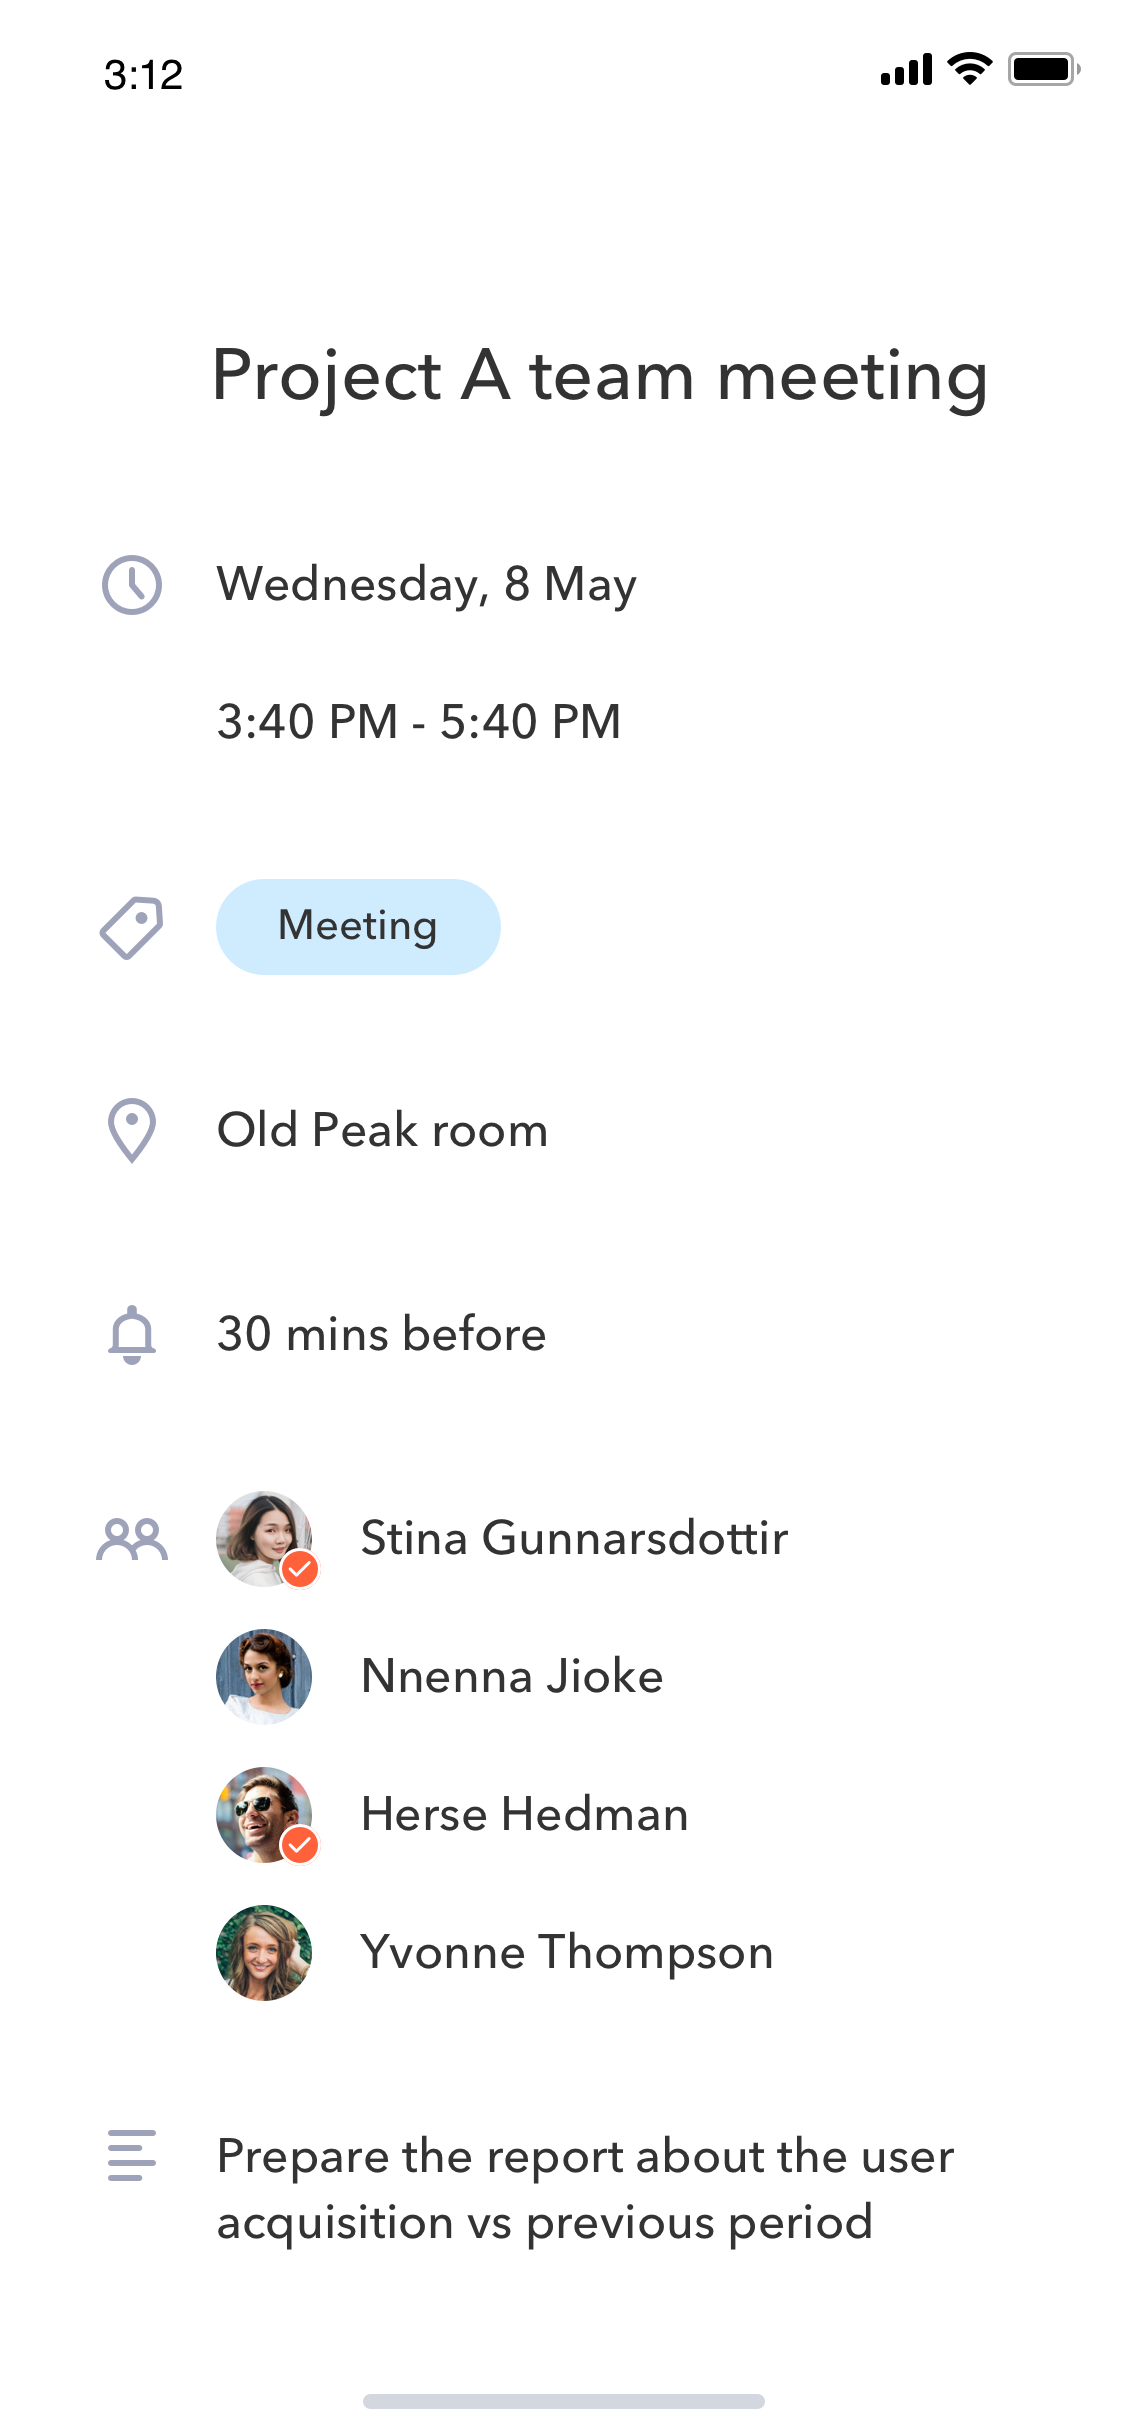 3:12
Project A team meeting
Wednesday, 8 May
3:40 PM - 5:40 PM
Meeting
Old Peak room
30 mins before
Stina Gunnarsdottir
Nnenna Jioke
Herse Hedman
Yvonne Thompson
Prepare the report about the user
acquisition vs previous period